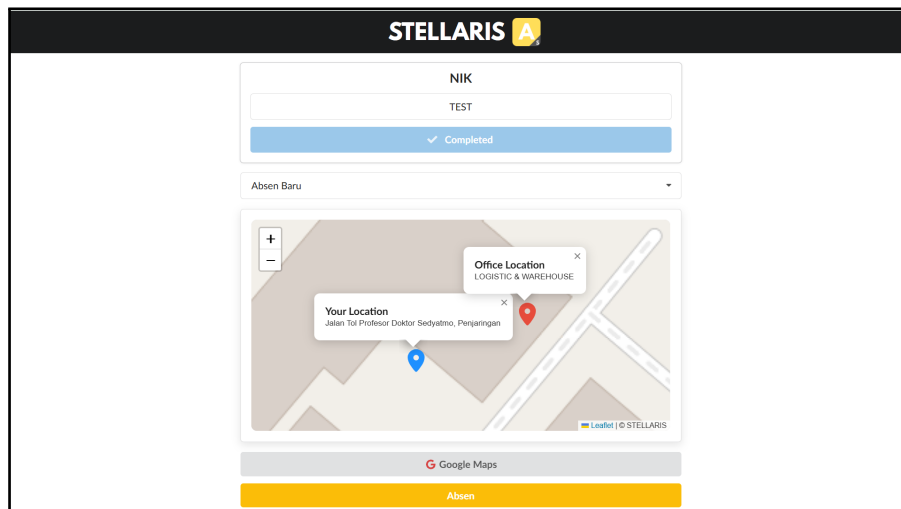 STELLARIS A s
NIK
TEST
Completed
Absen Baru
+
−
Office Location
LOGISTIC & WAREHOUSE
×
Your Location
Jalan Tol Profesor Doktor Sedyatmo, Penjaringan
×
Leaflet | © STELLARIS
G Google Maps
Absen